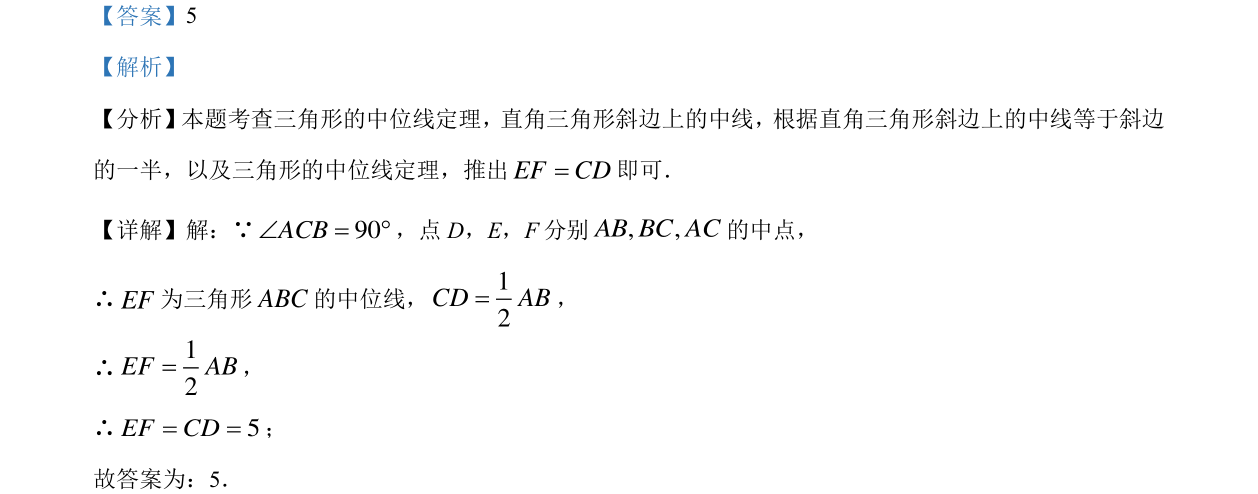 【答案】5
【解析】
【分析】本题考查三角形的中位线定理，直角三角形斜边上的中线，根据直角三角形斜边上的中线等于斜边
的一半，以及三角形的中位线定理，推出 EF = CD 即可．
【详解】解：∵ ∠ACB = 90°，点 D，E，F 分别 AB, BC, AC 的中点，
∴ EF 为三角形 ABC 的中位线，CD = 1/2 AB，
∴ EF = 1/2 AB，
∴ EF = CD = 5；
故答案为：5．